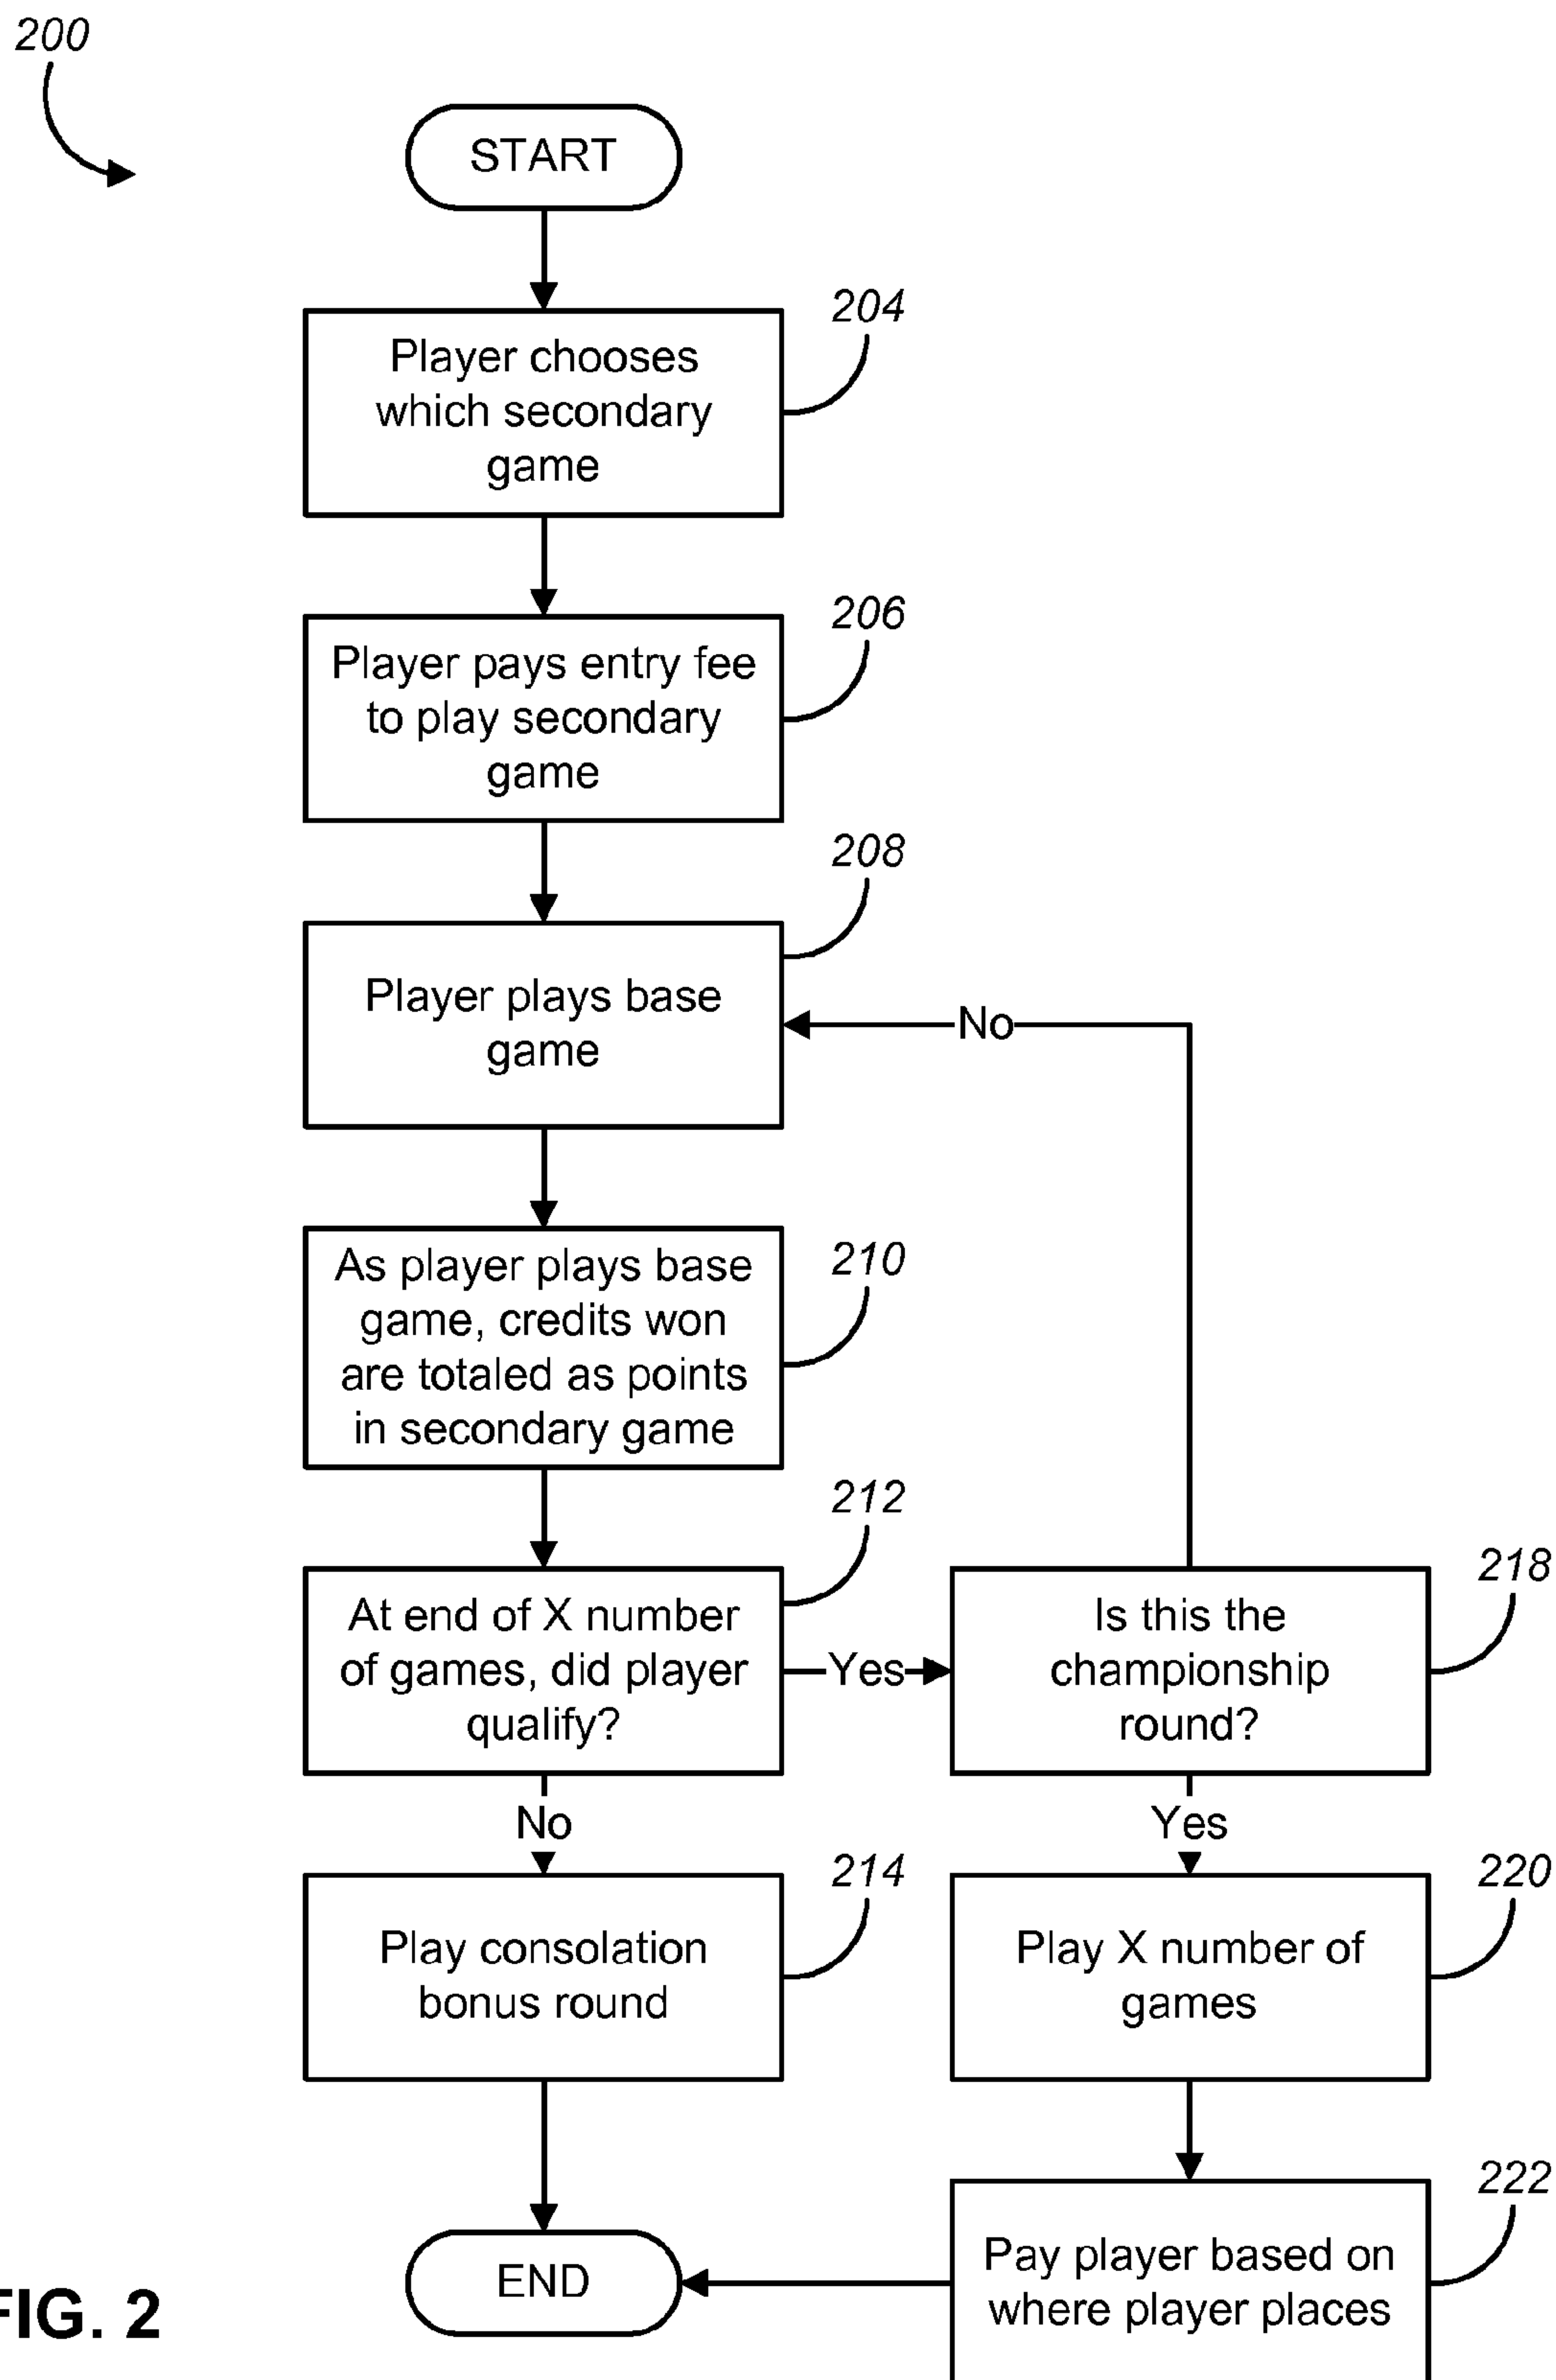 200
START
204
Player chooses
which secondary
game
206
Player pays entry fee
to play secondary
game
208
Player plays base
game
No
210
As player plays base
game, credits won
are totaled as points
in secondary game
212
At end of X number
of games, did player
qualify?
Yes
218
Is this the
championship
round?
No
Yes
214
Play consolation
bonus round
220
Play X number of
games
222
Pay player based on
where player places
END
FIG. 2